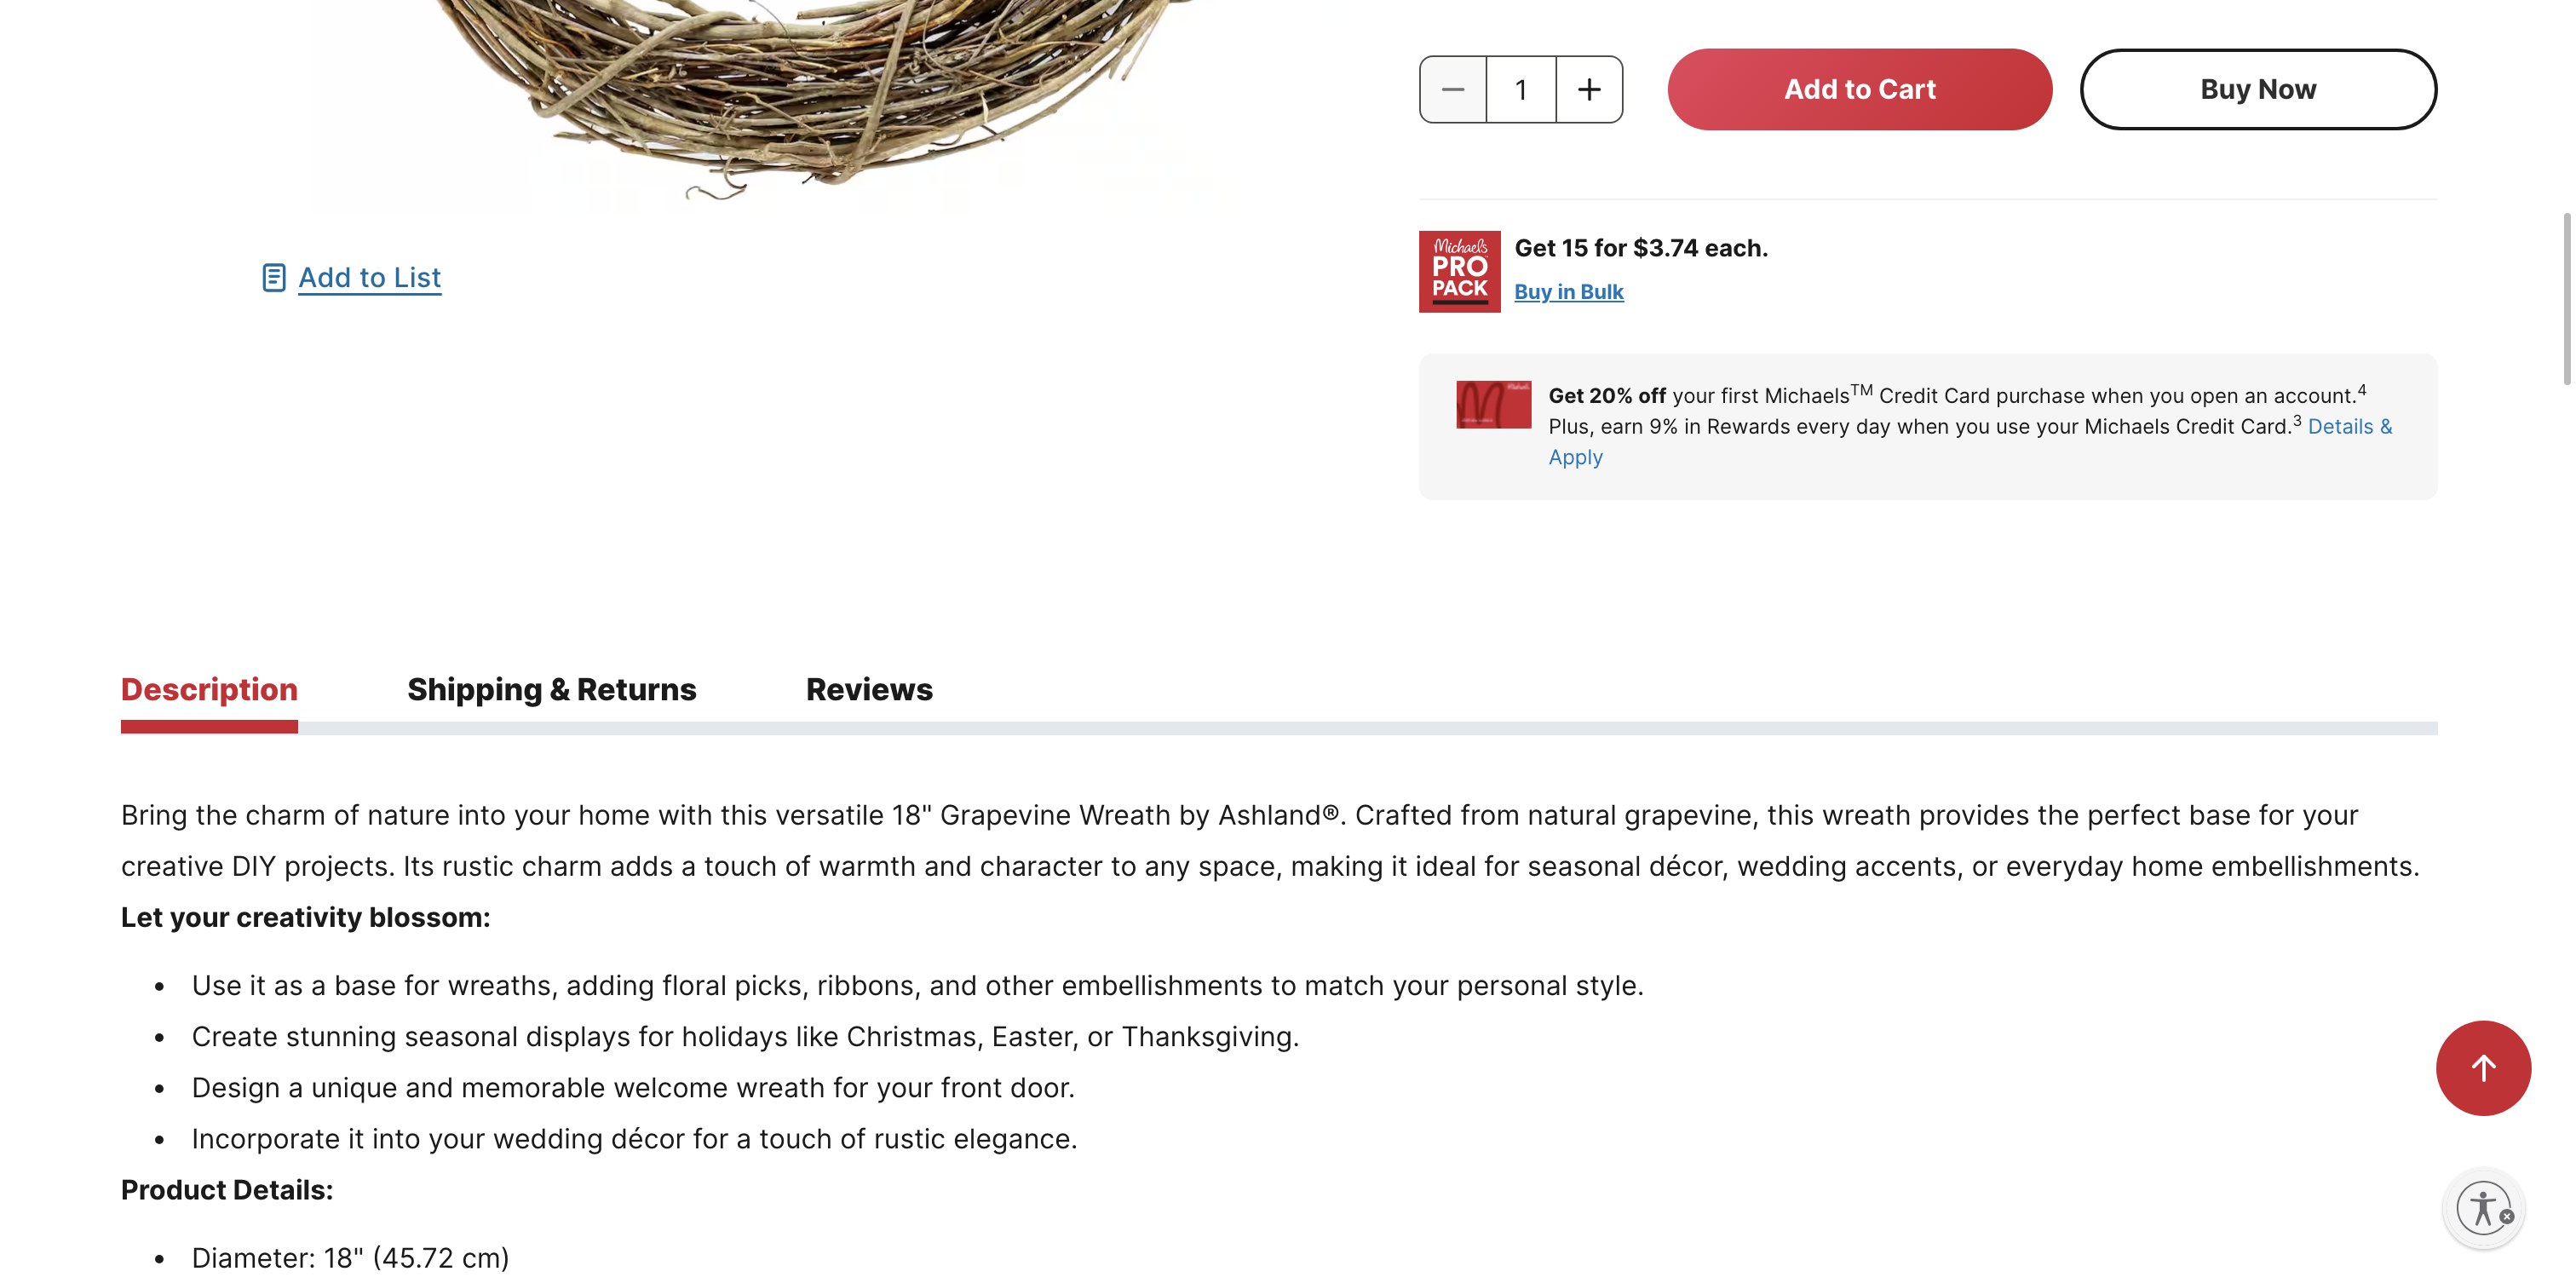 1
Add to Cart
Buy Now
Add to List
Michaels
PRO
PACK
Get 15 for $3.74 each.
Buy in Bulk
Get 20% off your first Michaels™ Credit Card purchase when you open an account.⁴
Plus, earn 9% in Rewards every day when you use your Michaels Credit Card.³ Details &
Apply
Description
Shipping & Returns
Reviews
Bring the charm of nature into your home with this versatile 18" Grapevine Wreath by Ashland®. Crafted from natural grapevine, this wreath provides the perfect base for your
creative DIY projects. Its rustic charm adds a touch of warmth and character to any space, making it ideal for seasonal décor, wedding accents, or everyday home embellishments.
Let your creativity blossom:
• Use it as a base for wreaths, adding floral picks, ribbons, and other embellishments to match your personal style.
• Create stunning seasonal displays for holidays like Christmas, Easter, or Thanksgiving.
• Design a unique and memorable welcome wreath for your front door.
• Incorporate it into your wedding décor for a touch of rustic elegance.
Product Details:
• Diameter: 18" (45.72 cm)